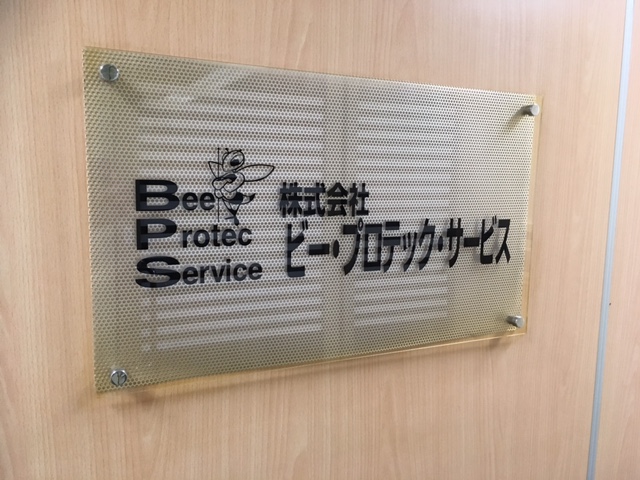 Bee
Protec
Service
株式会社
ビー・プロテック・サービス